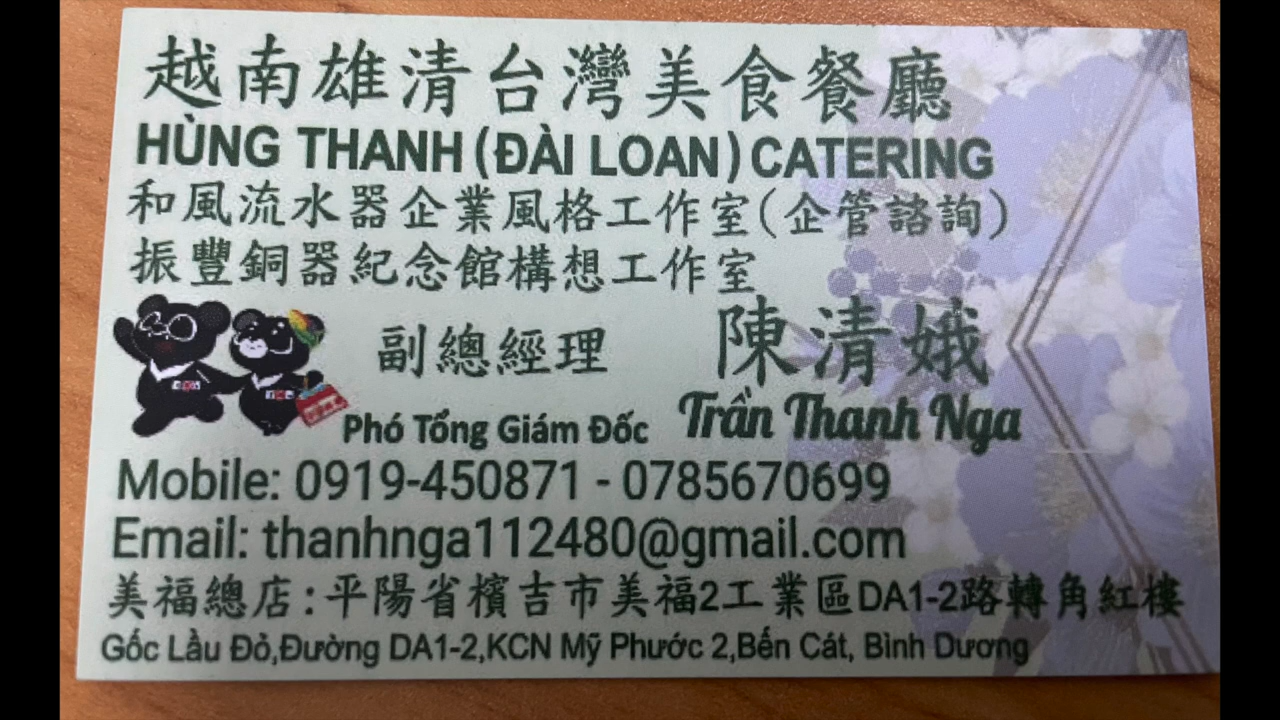 越南雄清台灣美食餐廳
HÙNG THANH (ĐÀI LOAN) CATERING
和風流水器企業風格工作室(企管諮詢)
振豐銅器紀念館構想工作室
副總經理 陳清娥
Phó Tổng Giám Đốc Trần Thanh Nga
Mobile: 0919-450871 - 0785670699
Email: thanhnga112480@gmail.com
美福總店:平陽省檳吉市美福2工業區DA1-2路轉角紅樓
Gốc Lầu Đỏ,Đường DA1-2,KCN Mỹ Phước 2,Bến Cát, Bình Dương